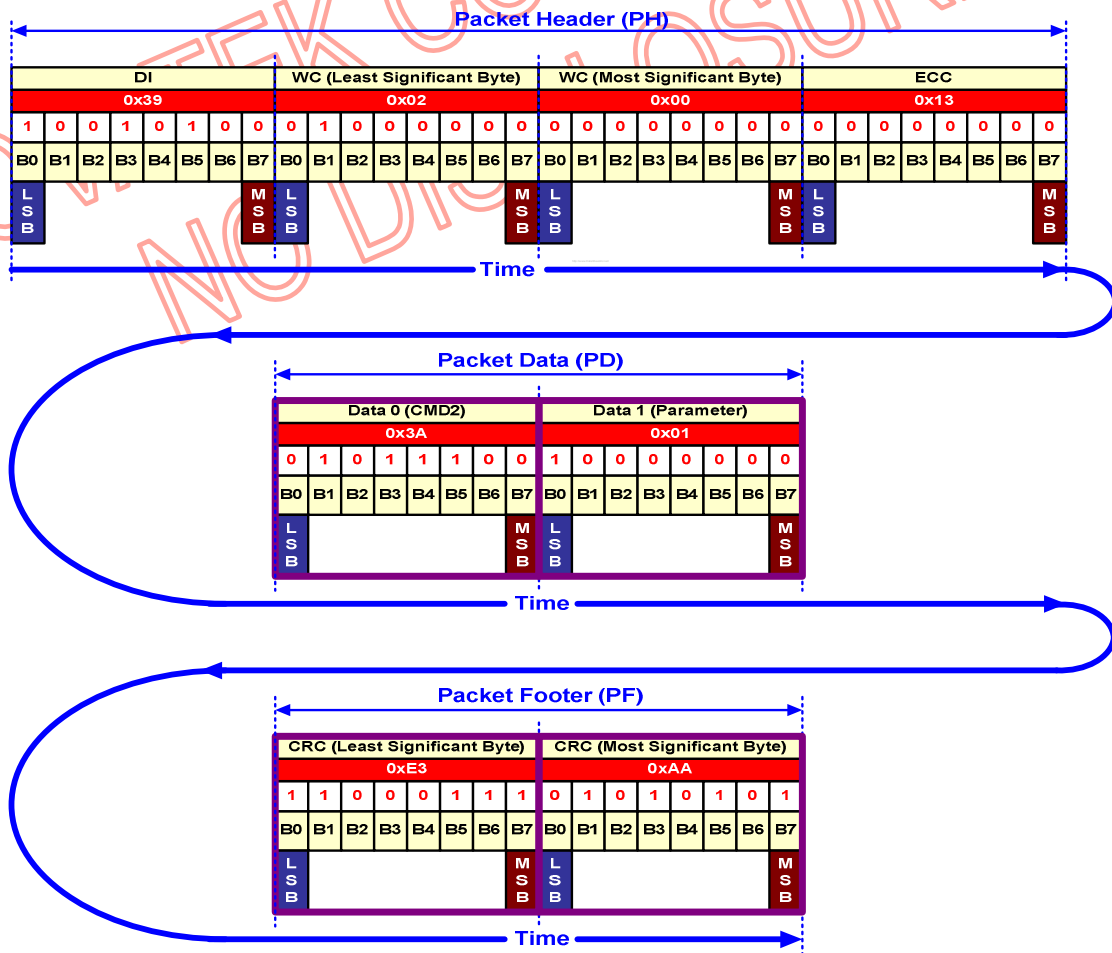 Packet Header (PH)
DI WC (Least Significant Byte) WC (Most Significant Byte) ECC
0x39 0x02 0x00 0x13
1 0 0 1 0 1 0 0 0 1 0 0 0 0 0 0 0 0 0 0 0 0 0 0 0 0 0 0 0 0 0 0
B0 B1 B2 B3 B4 B5 B6 B7 B0 B1 B2 B3 B4 B5 B6 B7 B0 B1 B2 B3 B4 B5 B6 B7 B0 B1 B2 B3 B4 B5 B6 B7
LSB MSB LSB MSB LSB MSB LSB MSB
Time
Packet Data (PD)
Data 0 (CMD2) Data 1 (Parameter)
0x3A 0x01
0 1 0 1 1 1 0 0 1 0 0 0 0 0 0 0
B0 B1 B2 B3 B4 B5 B6 B7 B0 B1 B2 B3 B4 B5 B6 B7
LSB MSB LSB MSB
Time
Packet Footer (PF)
CRC (Least Significant Byte) CRC (Most Significant Byte)
0xE3 0xAA
1 1 0 0 0 1 1 1 0 1 0 1 0 1 0 1
B0 B1 B2 B3 B4 B5 B6 B7 B0 B1 B2 B3 B4 B5 B6 B7
LSB MSB LSB MSB
Time